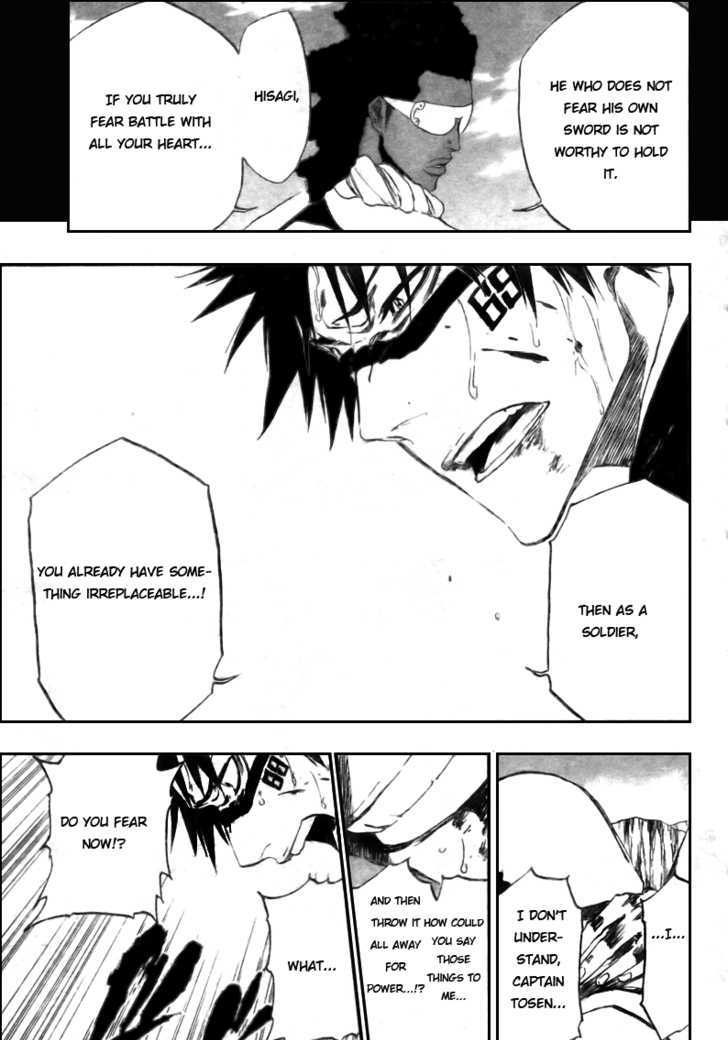 HE WHO DOES NOT
FEAR HIS OWN
SWORD IS NOT
WORTHY TO HOLD
IT.
HISAGI,
IF YOU TRULY
FEAR BATTLE WITH
ALL YOUR HEART...
69
THEN AS A
SOLDIER,
YOU ALREADY HAVE SOME-
THING IRREPLACEABLE...!
...I...
I DON'T
UNDER-
STAND,
CAPTAIN
TOSEN...
HOW COULD
YOU SAY
THOSE
THINGS TO
ME...
AND THEN
THROW IT
ALL AWAY
FOR
POWER...!?
69
WHAT...
DO YOU FEAR
NOW!?